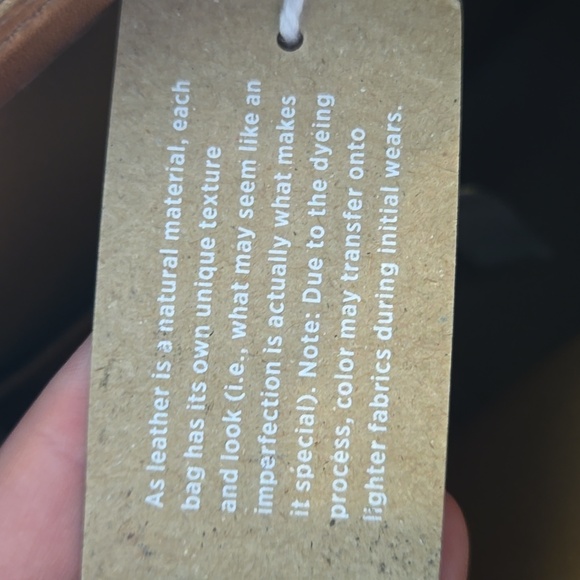 As leather is a natural material, each
bag has its own unique texture
and look (i.e., what may seem like an
imperfection is actually what makes
it special). Note: Due to the dyeing
process, color may transfer onto
lighter fabrics during initial wears.